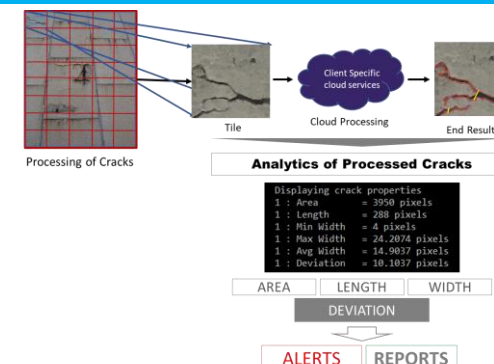 Client Specific
cloud services
Tile
Cloud Processing
End Result
Processing of Cracks
Analytics of Processed Cracks
Displaying crack properties
1 : Area = 3950 pixels
1 : Length = 288 pixels
1 : Min Width = 4 pixels
1 : Max Width = 24.2074 pixels
1 : Avg Width = 14.9037 pixels
1 : Deviation = 10.1037 pixels
AREA LENGTH WIDTH
DEVIATION
ALERTS REPORTS